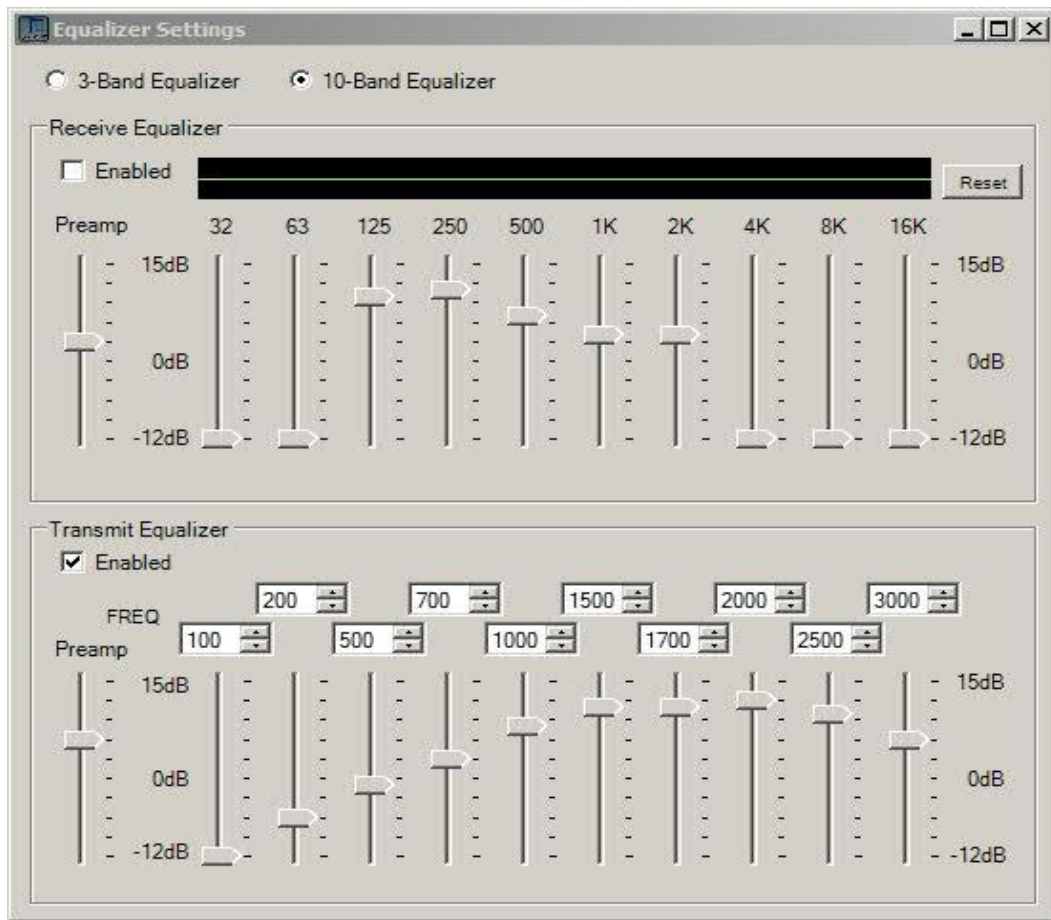 Equalizer Settings
3-Band Equalizer 10-Band Equalizer
Receive Equalizer
Enabled Reset
Preamp 32 63 125 250 500 1K 2K 4K 8K 16K
15dB 15dB
0dB 0dB
-12dB -12dB
Transmit Equalizer
Enabled
200 700 1500 2000 3000
FREQ
100 500 1000 1700 2500
Preamp
15dB 15dB
0dB 0dB
-12dB -12dB